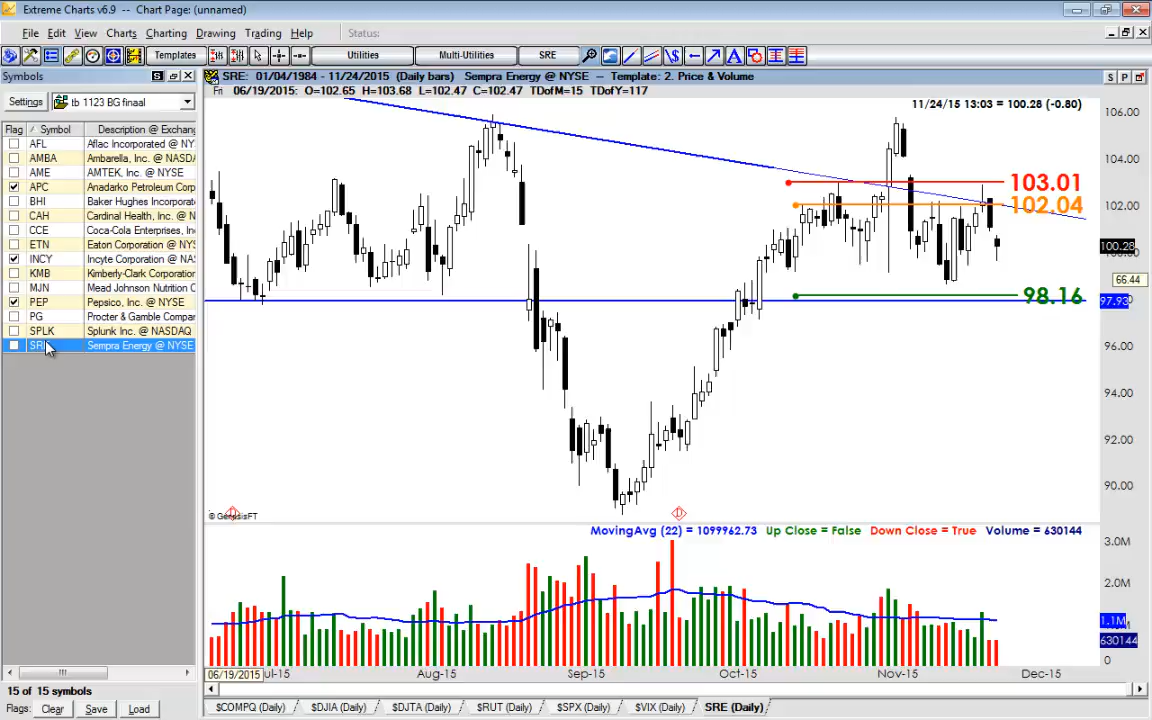 Extreme Charts v6.9 -- Chart Page: (unnamed)
File Edit View Charts Charting Drawing Trading Help Status:
Templates Utilities Multi-Utilities SRE
Symbols
SRE: 01/04/1984 - 11/24/2015 (Daily bars) Sempra Energy @ NYSE -- Template: 2. Price & Volume
S P
Fri 06/19/2015: O=102.65 H=103.68 L=102.47 C=102.47 TDofM=15 TDofY=117
Settings tb 1123 BG finaal
11/24/15 13:03 = 100.28 (-0.80)
Flag Symbol Description @ Exchang
AFL Aflac Incorporated @ NY
AMBA Ambarella, Inc. @ NASDA
AME AMTEK, Inc. @ NYSE
APC Anadarko Petroleum Corp
BHI Baker Hughes Incorporat
CAH Cardinal Health, Inc. @
CCE Coca-Cola Enterprises, In
ETN Eaton Corporation @ NYS
INCY Incyte Corporation @ NAS
KMB Kimberly-Clark Corporation
MJN Mead Johnson Nutrition C
PEP Pepsico, Inc. @ NYSE
PG Procter & Gamble Compar
SPLK Splunk Inc. @ NASDAQ
SRE Sempra Energy @ NYSE
106.00
104.00
103.01
102.04
102.00
100.28
66.44
98.16
97.93
96.00
94.00
92.00
90.00
© GenesisFT
MovingAvg (22) = 1099962.73 Up Close = False Down Close = True Volume = 630144
3.0M
2.0M
1.1M
630144
0
06/19/2015 ul-15 Aug-15 Sep-15 Oct-15 Nov-15 Dec-15
15 of 15 symbols
Flags: Clear Save Load
$COMPQ (Daily) $DJIA (Daily) $DJTA (Daily) $RUT (Daily) $SPX (Daily) $VIX (Daily) SRE (Daily)